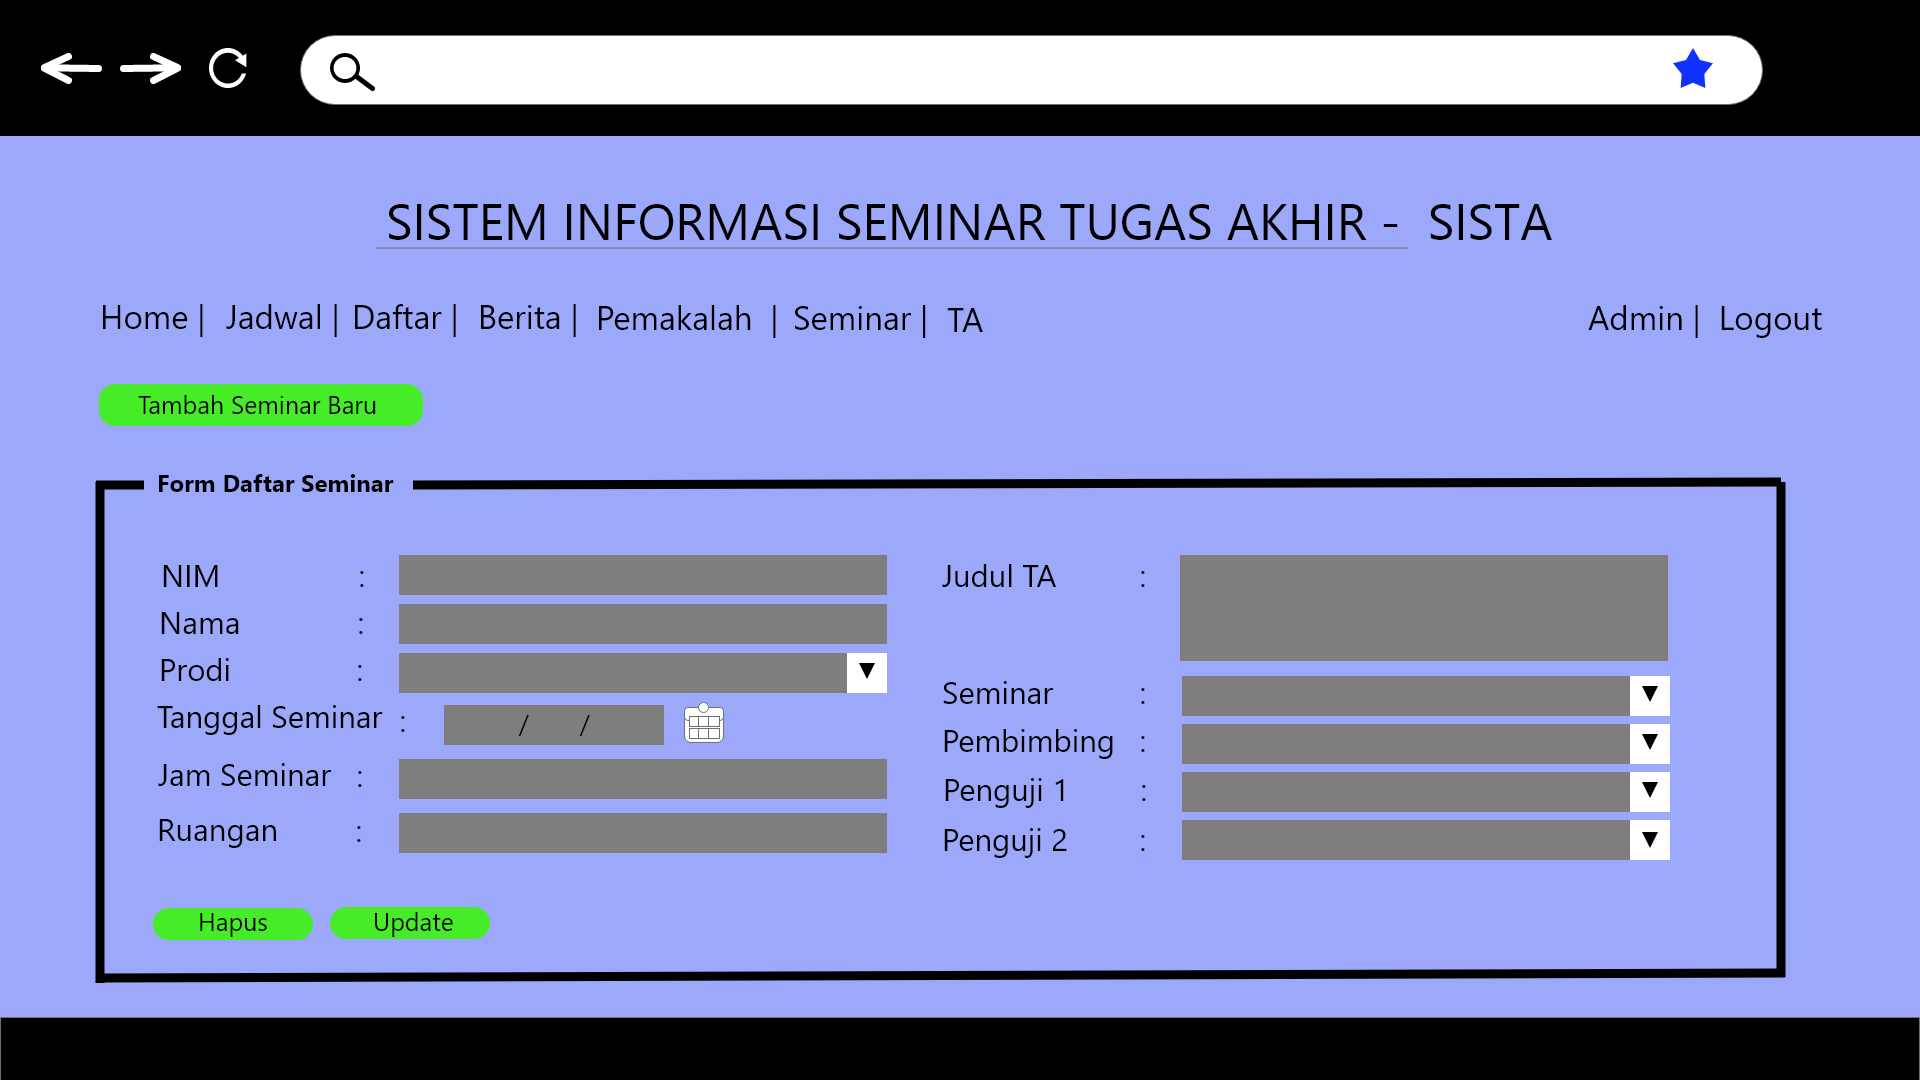 SISTEM INFORMASI SEMINAR TUGAS AKHIR - SISTA
Home | Jadwal | Daftar | Berita | Pemakalah | Seminar | TA
Admin | Logout
Tambah Seminar Baru
Form Daftar Seminar
NIM :
Nama :
Prodi :
Tanggal Seminar : / /
Jam Seminar :
Ruangan :
Judul TA :
Seminar :
Pembimbing :
Penguji 1 :
Penguji 2 :
Hapus
Update